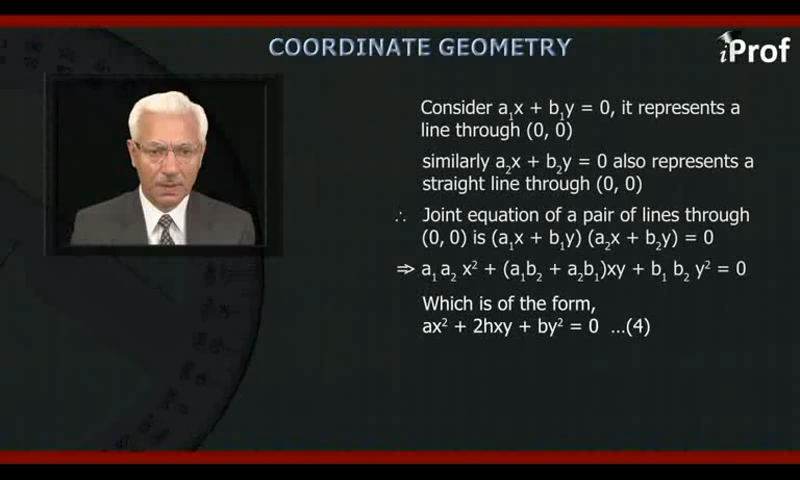 COORDINATE GEOMETRY
iProf
Consider a₁x + b₁y = 0, it represents a
line through (0, 0)
similarly a₂x + b₂y = 0 also represents a
straight line through (0, 0)
∴ Joint equation of a pair of lines through
(0, 0) is (a₁x + b₁y) (a₂x + b₂y) = 0
⇒ a₁ a₂ x² + (a₁b₂ + a₂b₁)xy + b₁ b₂ y² = 0
Which is of the form,
ax² + 2hxy + by² = 0 ...(4)